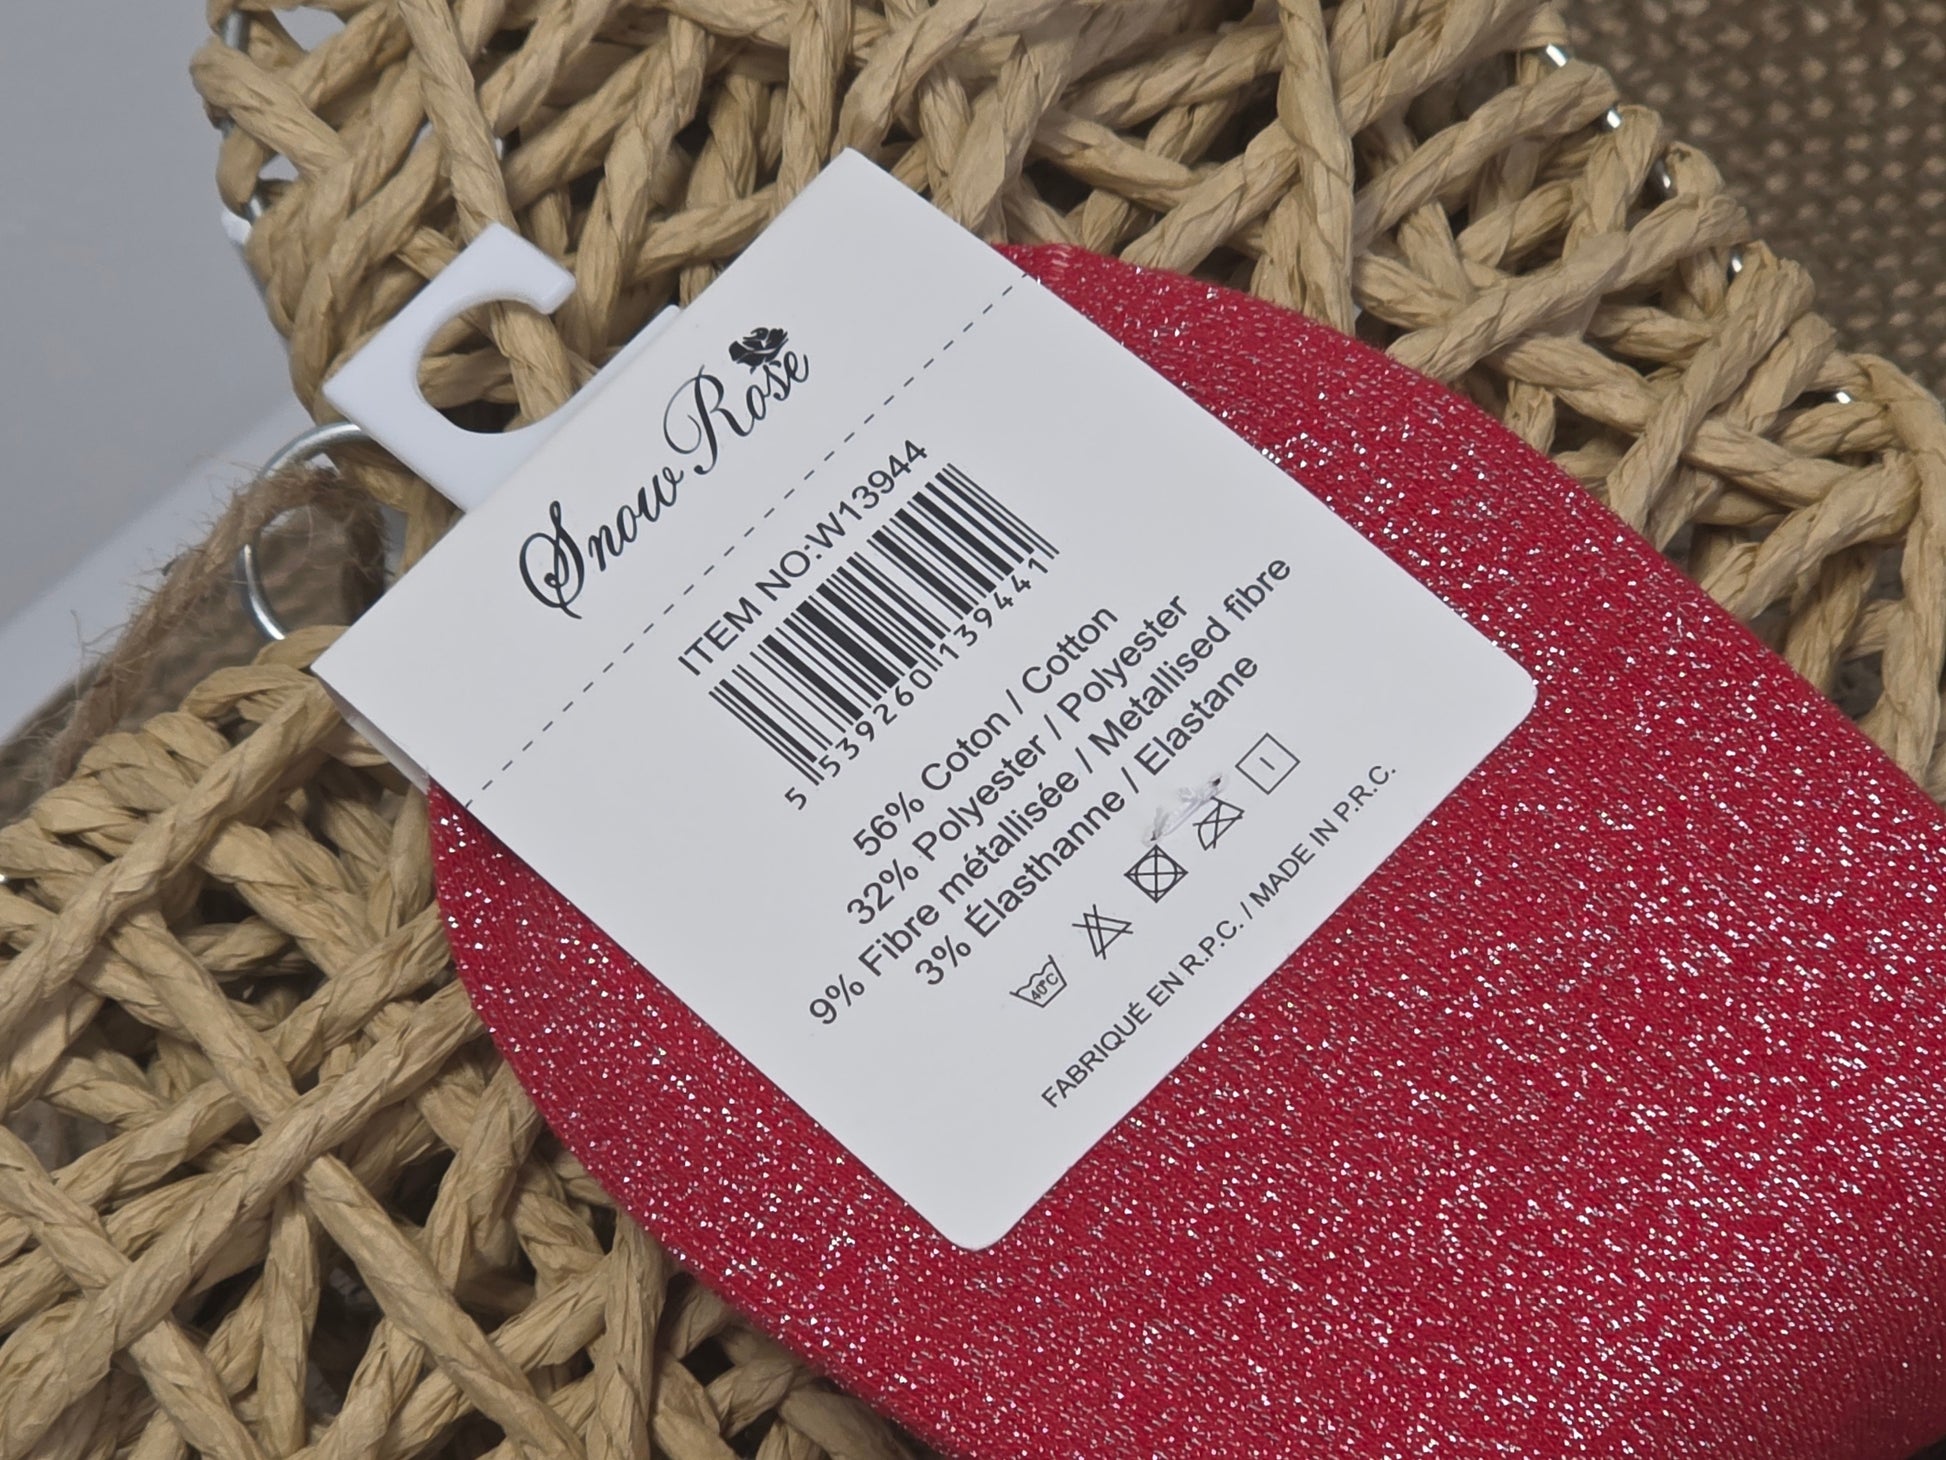 Snow Rose
ITEM NO:W13944
5 539260 139441
56% Coton / Cotton
32% Polyester / Polyester
9% Fibre métallisée / Metallised fibre
3% Élasthanne / Elastane
40°C
FABRIQUÉ EN R.P.C. / MADE IN P.R.C.